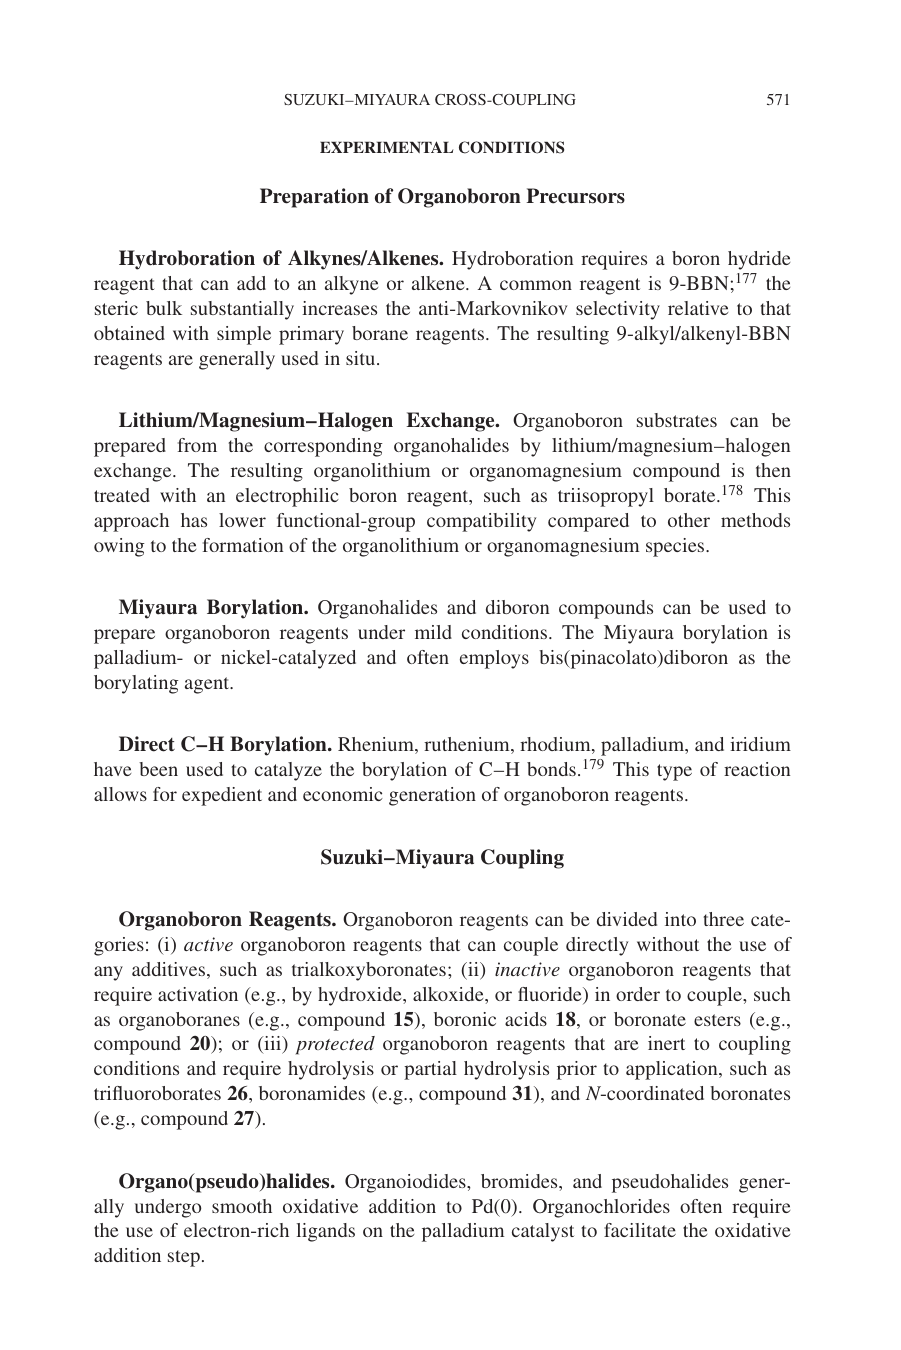 SUZUKI–MIYAURA CROSS-COUPLING 571
EXPERIMENTAL CONDITIONS
Preparation of Organoboron Precursors
Hydroboration of Alkynes/Alkenes. Hydroboration requires a boron hydride
reagent that can add to an alkyne or alkene. A common reagent is 9-BBN;177 the
steric bulk substantially increases the anti-Markovnikov selectivity relative to that
obtained with simple primary borane reagents. The resulting 9-alkyl/alkenyl-BBN
reagents are generally used in situ.
Lithium/Magnesium–Halogen Exchange. Organoboron substrates can be
prepared from the corresponding organohalides by lithium/magnesium–halogen
exchange. The resulting organolithium or organomagnesium compound is then
treated with an electrophilic boron reagent, such as triisopropyl borate.178 This
approach has lower functional-group compatibility compared to other methods
owing to the formation of the organolithium or organomagnesium species.
Miyaura Borylation. Organohalides and diboron compounds can be used to
prepare organoboron reagents under mild conditions. The Miyaura borylation is
palladium- or nickel-catalyzed and often employs bis(pinacolato)diboron as the
borylating agent.
Direct C–H Borylation. Rhenium, ruthenium, rhodium, palladium, and iridium
have been used to catalyze the borylation of C–H bonds.179 This type of reaction
allows for expedient and economic generation of organoboron reagents.
Suzuki–Miyaura Coupling
Organoboron Reagents. Organoboron reagents can be divided into three cate-
gories: (i) active organoboron reagents that can couple directly without the use of
any additives, such as trialkoxyboronates; (ii) inactive organoboron reagents that
require activation (e.g., by hydroxide, alkoxide, or fluoride) in order to couple, such
as organoboranes (e.g., compound 15), boronic acids 18, or boronate esters (e.g.,
compound 20); or (iii) protected organoboron reagents that are inert to coupling
conditions and require hydrolysis or partial hydrolysis prior to application, such as
trifluoroborates 26, boronamides (e.g., compound 31), and N-coordinated boronates
(e.g., compound 27).
Organo(pseudo)halides. Organoiodides, bromides, and pseudohalides gener-
ally undergo smooth oxidative addition to Pd(0). Organochlorides often require
the use of electron-rich ligands on the palladium catalyst to facilitate the oxidative
addition step.